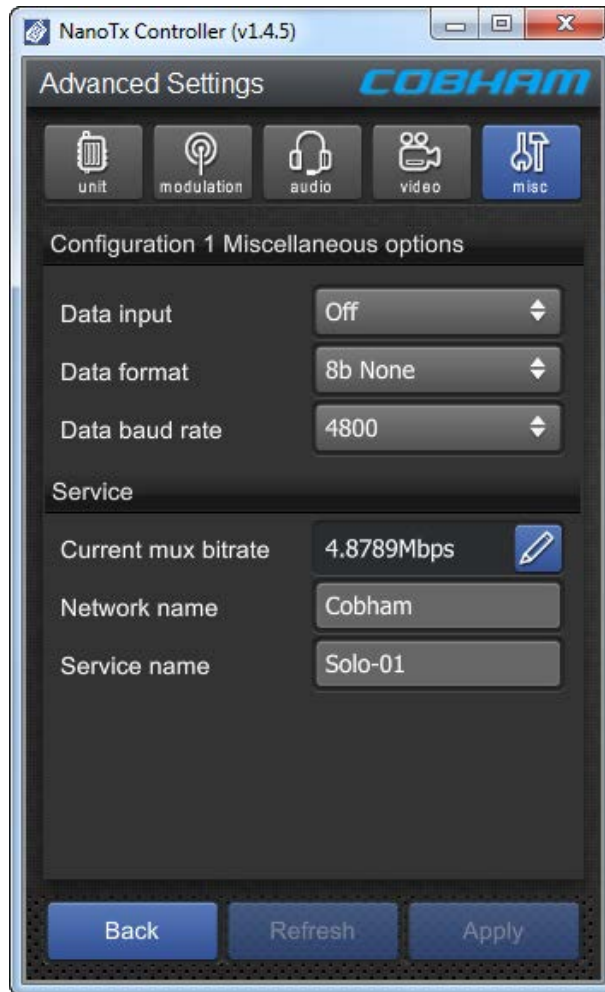 NanoTx Controller (v1.4.5)
Advanced Settings COBHAM
unit modulation audio video misc
Configuration 1 Miscellaneous options
Data input Off
Data format 8b None
Data baud rate 4800
Service
Current mux bitrate 4.8789Mbps
Network name Cobham
Service name Solo-01
Back Refresh Apply